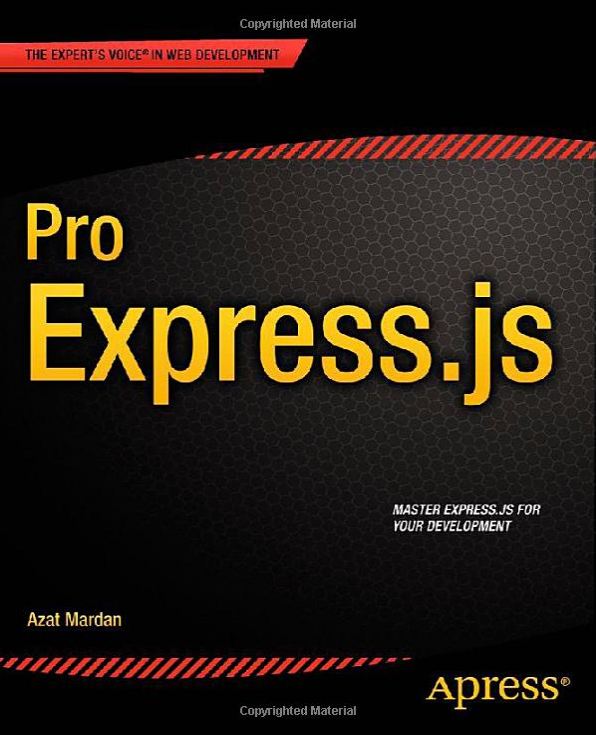 Copyrighted Material
THE EXPERT'S VOICE® IN WEB DEVELOPMENT
Pro
Express.js
MASTER EXPRESS.JS FOR
YOUR DEVELOPMENT
Azat Mardan
Apress®
Copyrighted Material